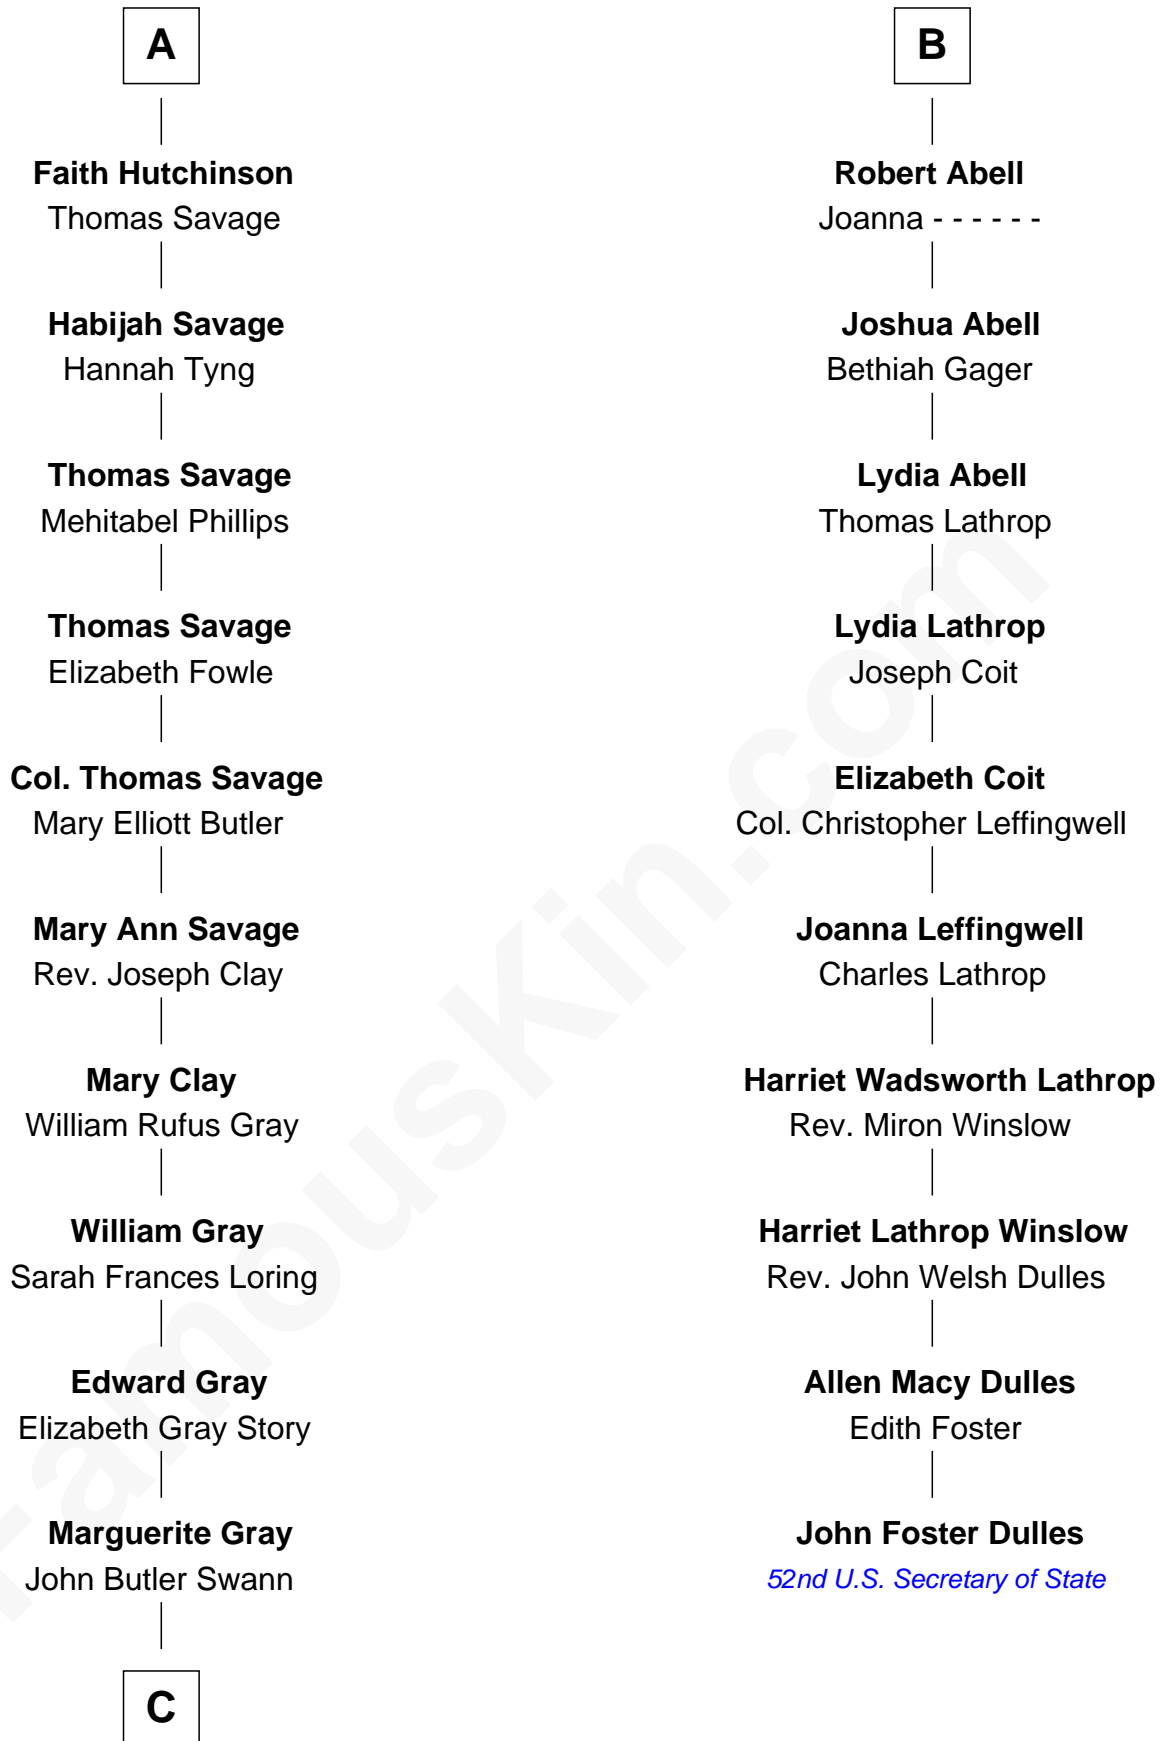 A
Faith Hutchinson
Thomas Savage
Habijah Savage
Hannah Tyng
Thomas Savage
Mehitabel Phillips
Thomas Savage
Elizabeth Fowle
Col. Thomas Savage
Mary Elliott Butler
Mary Ann Savage
Rev. Joseph Clay
Mary Clay
William Rufus Gray
William Gray
Sarah Frances Loring
Edward Gray
Elizabeth Gray Story
Marguerite Gray
John Butler Swann
C
B
Robert Abell
Joanna - - - - - -
Joshua Abell
Bethiah Gager
Lydia Abell
Thomas Lathrop
Lydia Lathrop
Joseph Coit
Elizabeth Coit
Col. Christopher Leffingwell
Joanna Leffingwell
Charles Lathrop
Harriet Wadsworth Lathrop
Rev. Miron Winslow
Harriet Lathrop Winslow
Rev. John Welsh Dulles
Allen Macy Dulles
Edith Foster
John Foster Dulles
52nd U.S. Secretary of State
FamousKin.com